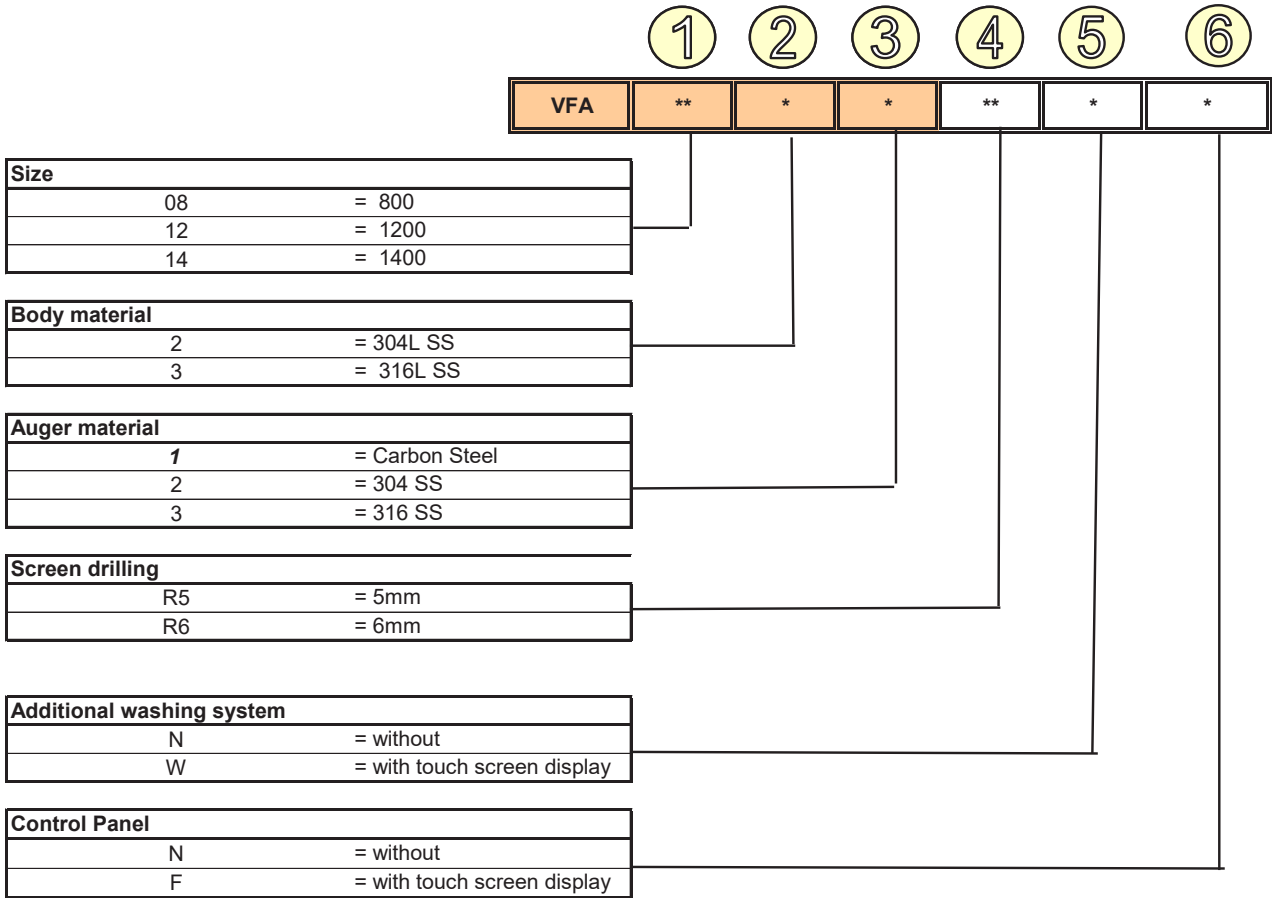 1 2 3 4 5 6
VFA ** * * ** * *
Size
08 = 800
12 = 1200
14 = 1400
Body material
2 = 304L SS
3 = 316L SS
Auger material
1 = Carbon Steel
2 = 304 SS
3 = 316 SS
Screen drilling
R5 = 5mm
R6 = 6mm
Additional washing system
N = without
W = with touch screen display
Control Panel
N = without
F = with touch screen display